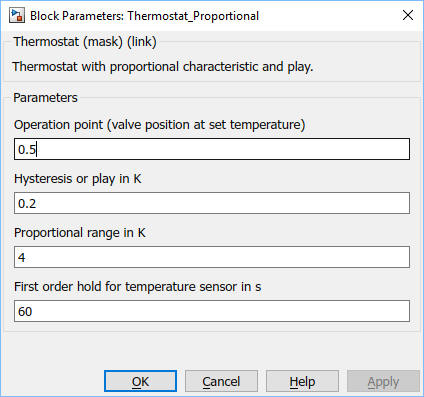 Block Parameters: Thermostat_Proportional
Thermostat (mask) (link)
Thermostat with proportional characteristic and play.
Parameters
Operation point (valve position at set temperature)
0.5
Hysteresis or play in K
0.2
Proportional range in K
4
First order hold for temperature sensor in s
60
OK Cancel Help Apply